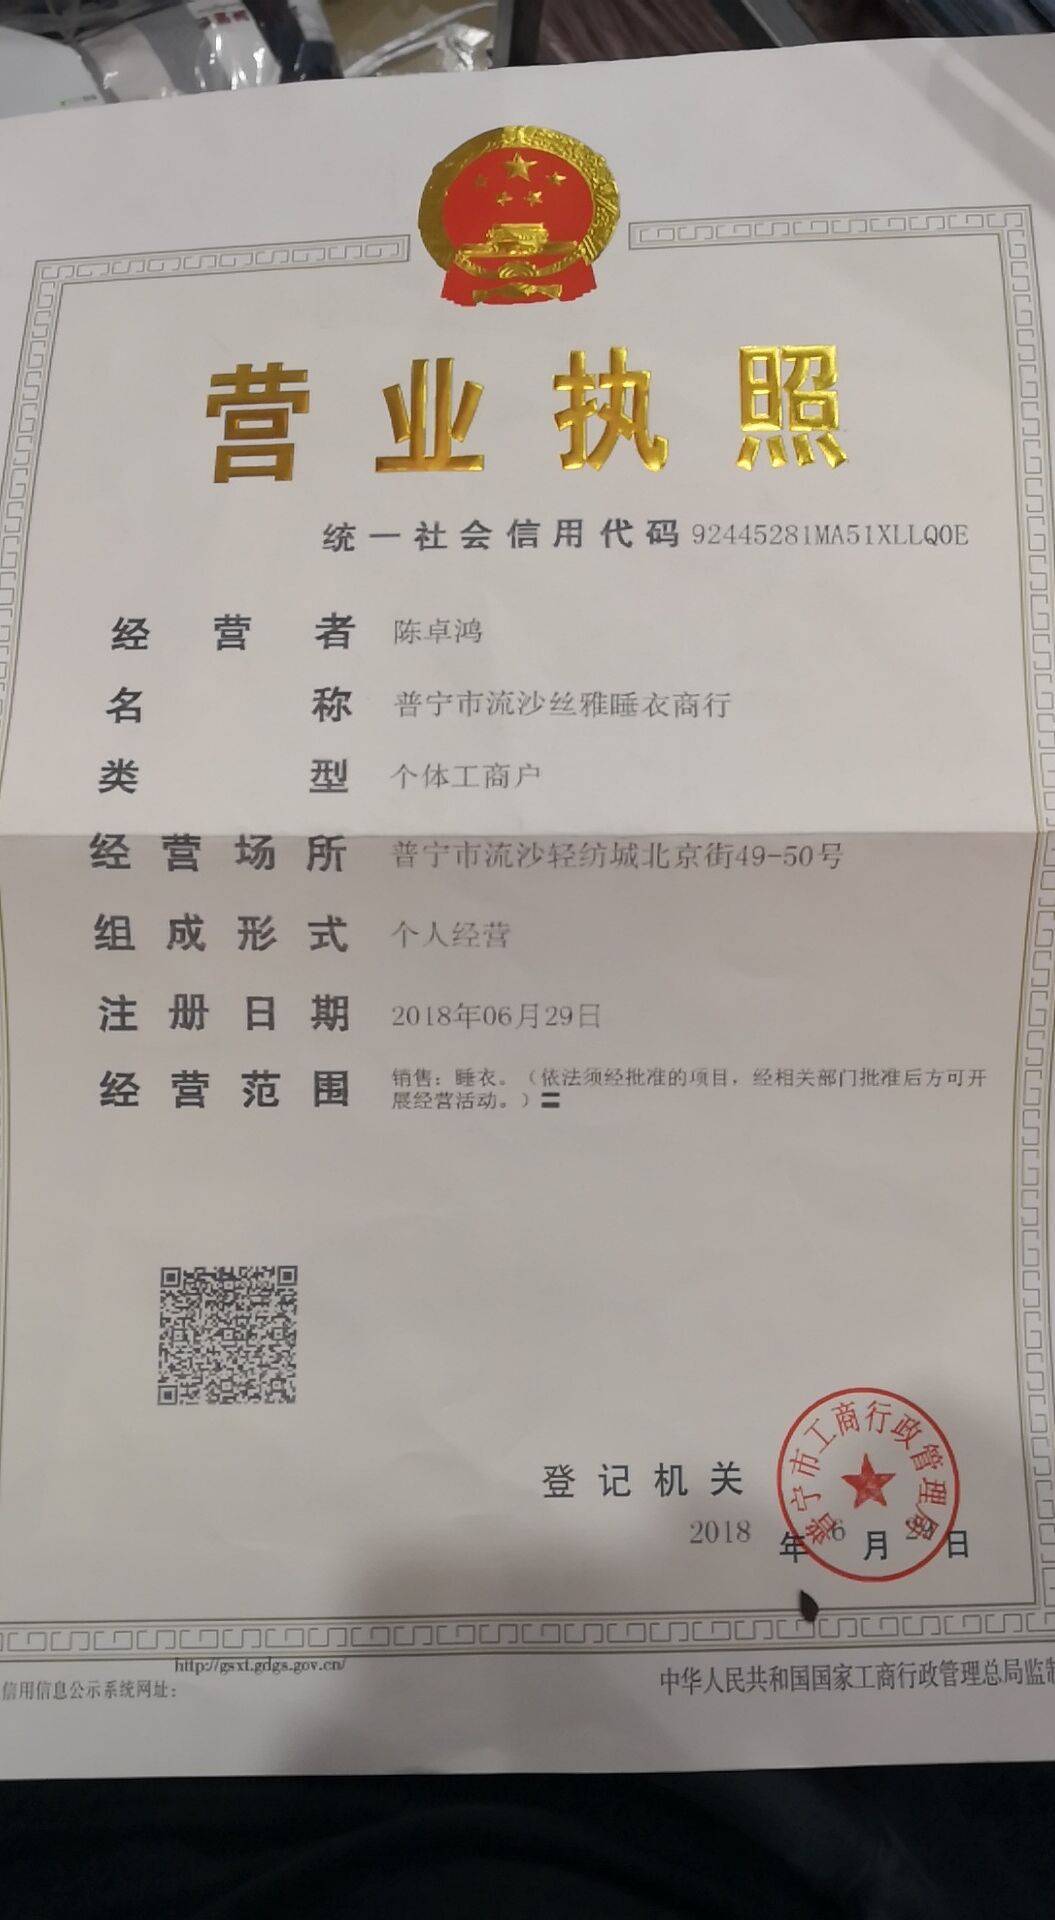 营业执照
统一社会信用代码 92445281MA51XLLQ0E
经营者 陈卓鸿
名称 普宁市流沙丝雅睡衣商行
类型 个体工商户
经营场所 普宁市流沙轻纺城北京街49-50号
组成形式 个人经营
注册日期 2018年06月29日
经营范围 销售：睡衣。（依法须经批准的项目，经相关部门批准后方可开
展经营活动。）〓
普宁市工商行政管理局
登记机关
2018 年 6 月 日
http://gsxt.gdgs.gov.cn/
信用信息公示系统网址：
中华人民共和国国家工商行政管理总局监制